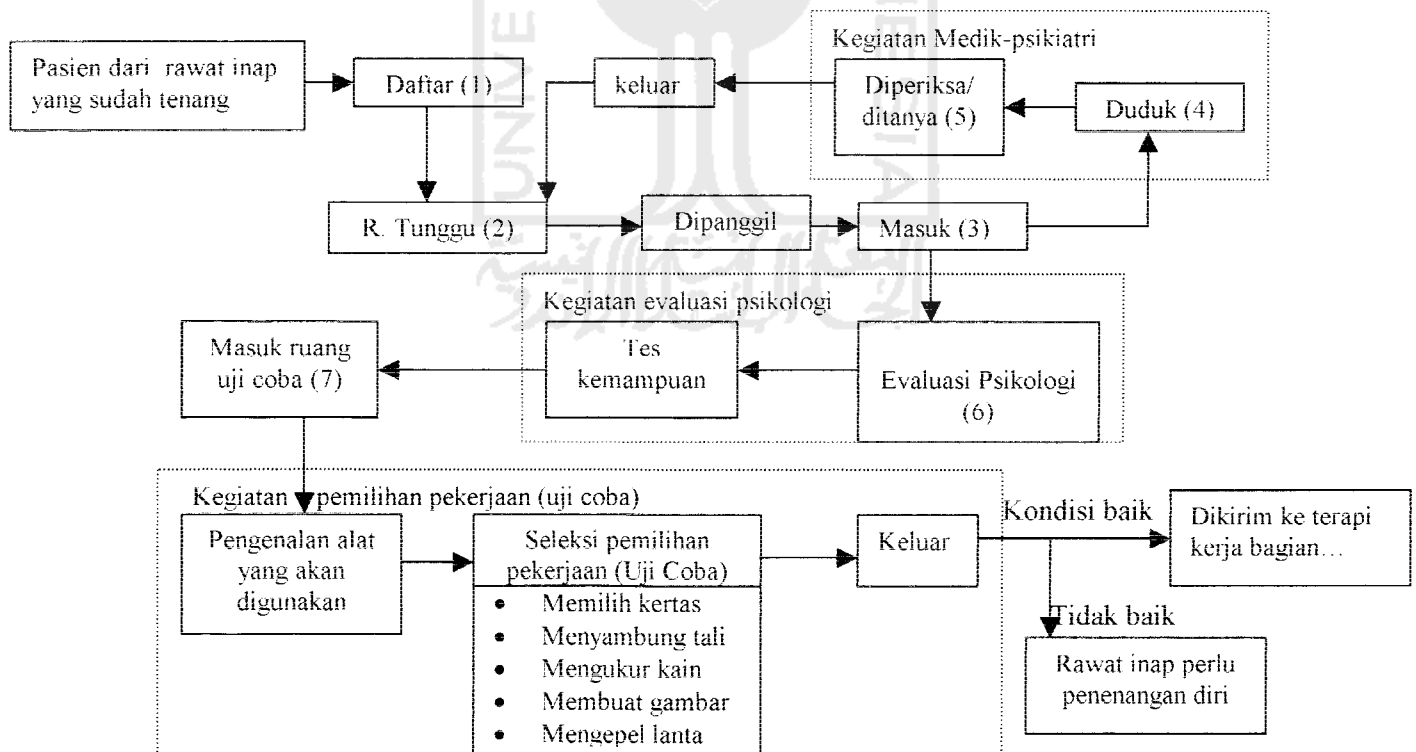 Pasien dari rawat inap
yang sudah tenang
Daftar (1)
keluar
Kegiatan Medik-psikiatri
Diperiksa/
ditanya (5)
Duduk (4)
R. Tunggu (2)
Dipanggil
Masuk (3)
Kegiatan evaluasi psikologi
Masuk ruang
uji coba (7)
Tes
kemampuan
Evaluasi Psikologi
(6)
Kegiatan pemilihan pekerjaan (uji coba)
Pengenalan alat
yang akan
digunakan
Seleksi pemilihan
pekerjaan (Uji Coba)
• Memilih kertas
• Menyambung tali
• Mengukur kain
• Membuat gambar
• Mengepel lanta
Keluar
Kondisi baik
Dikirim ke terapi
kerja bagian…
Tidak baik
Rawat inap perlu
penenangan diri
UNIVE
ESIA